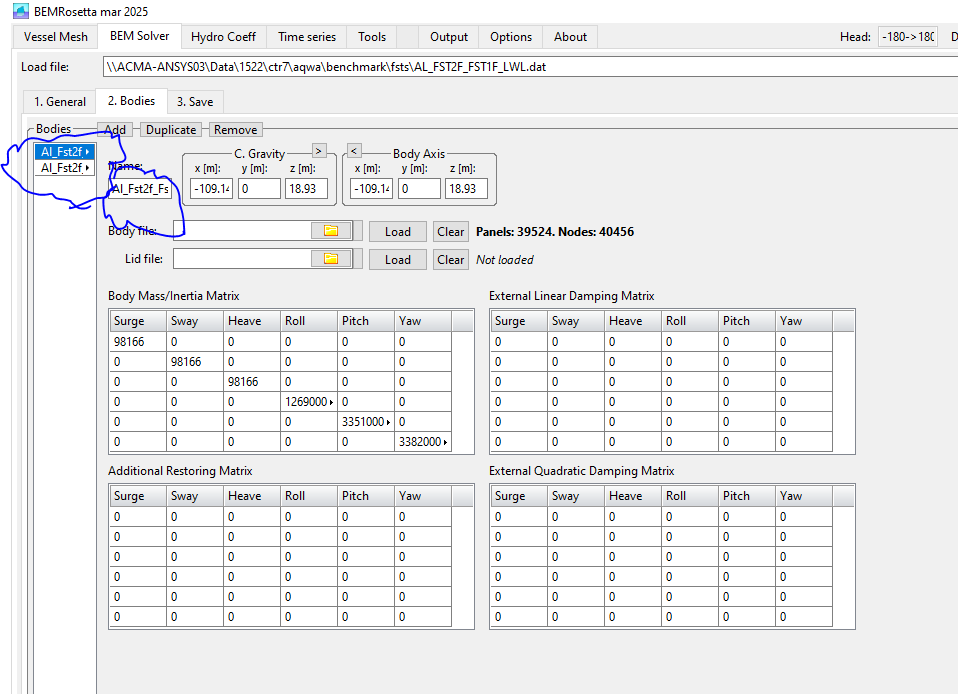 BEMRosetta mar 2025
Vessel Mesh BEM Solver Hydro Coeff Time series Tools Output Options About Head: -180->180 D
Load file: \\ACMA-ANSYS03\Data\1522\ctr7\aqwa\benchmark\fsts\AL_FST2F_FST1F_LWL.dat
1. General 2. Bodies 3. Save
Bodies Add Duplicate Remove
Al_Fst2f
Al_Fst2f
Name: C. Gravity > < Body Axis
x [m]: y [m]: z [m]: x [m]: y [m]: z [m]:
Al_Fst2f_Fs -109.14 0 18.93 -109.14 0 18.93
Body file: Load Clear Panels: 39524. Nodes: 40456
Lid file: Load Clear Not loaded
Body Mass/Inertia Matrix External Linear Damping Matrix
Surge Sway Heave Roll Pitch Yaw Surge Sway Heave Roll Pitch Yaw
98166 0 0 0 0 0 0 0 0 0 0 0
0 98166 0 0 0 0 0 0 0 0 0 0
0 0 98166 0 0 0 0 0 0 0 0 0
0 0 0 1269000 0 0 0 0 0 0 0 0
0 0 0 0 3351000 0 0 0 0 0 0 0
0 0 0 0 0 3382000 0 0 0 0 0 0
Additional Restoring Matrix External Quadratic Damping Matrix
Surge Sway Heave Roll Pitch Yaw Surge Sway Heave Roll Pitch Yaw
0 0 0 0 0 0 0 0 0 0 0 0
0 0 0 0 0 0 0 0 0 0 0 0
0 0 0 0 0 0 0 0 0 0 0 0
0 0 0 0 0 0 0 0 0 0 0 0
0 0 0 0 0 0 0 0 0 0 0 0
0 0 0 0 0 0 0 0 0 0 0 0